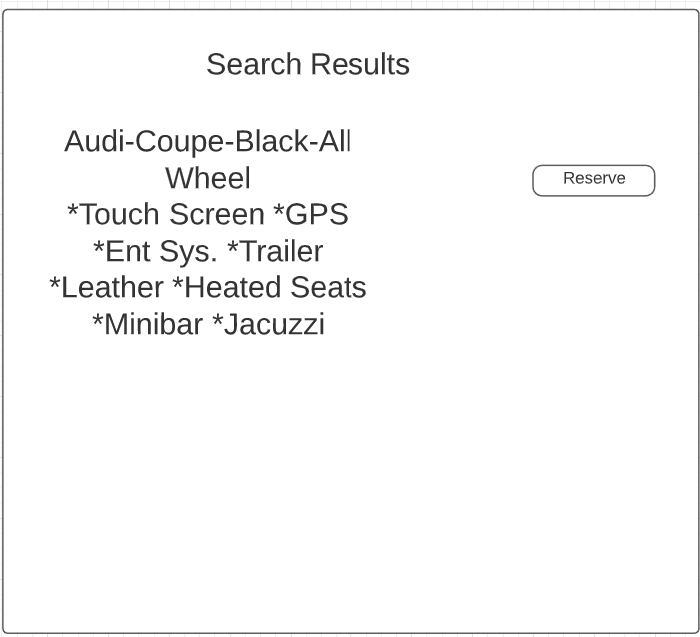 Search Results
Audi-Coupe-Black-All
Wheel
Reserve
*Touch Screen *GPS
*Ent Sys. *Trailer
*Leather *Heated Seats
*Minibar *Jacuzzi